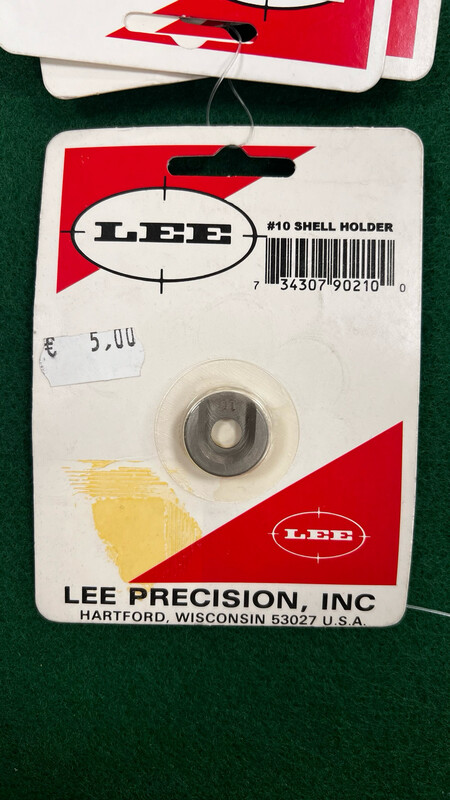 LEE
#10 SHELL HOLDER
7 34307 90210 0
€ 5,00
LEE
LEE PRECISION, INC
HARTFORD, WISCONSIN 53027 U.S.A.